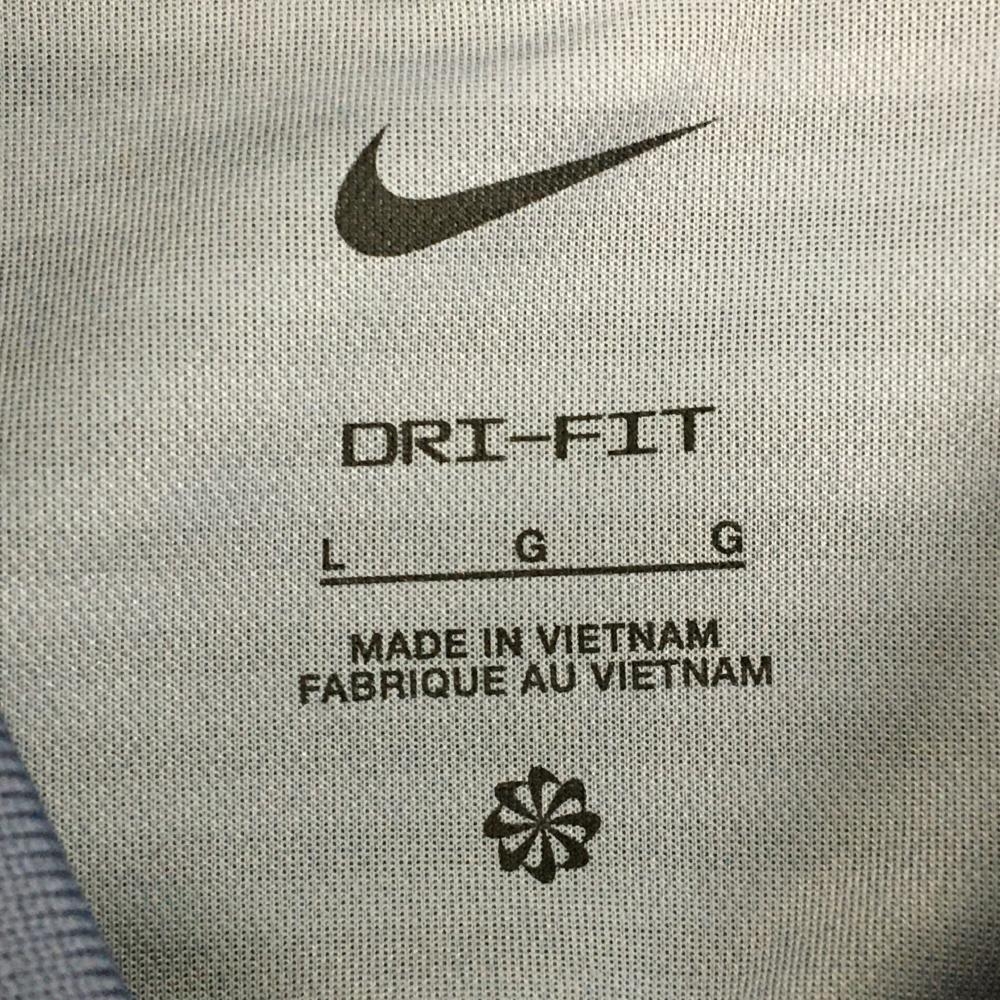 DRI-FIT
L G G
MADE IN VIETNAM
FABRIQUE AU VIETNAM